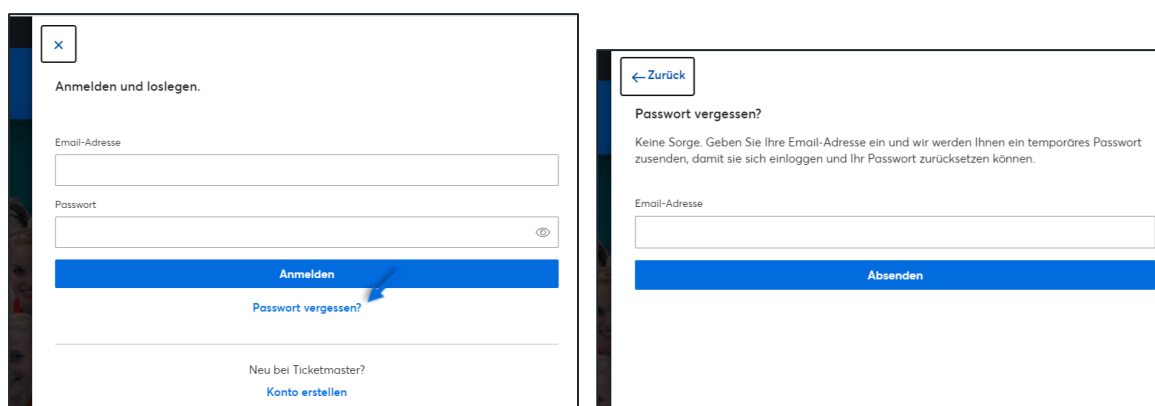 Anmelden und loslegen.
Email-Adresse
Passwort
Anmelden
Passwort vergessen?
Neu bei Ticketmaster?
Konto erstellen
Zurück
Passwort vergessen?
Keine Sorge. Geben Sie Ihre Email-Adresse ein und wir werden Ihnen ein temporäres Passwort
zusenden, damit sie sich einloggen und Ihr Passwort zurücksetzen können.
Email-Adresse
Absenden